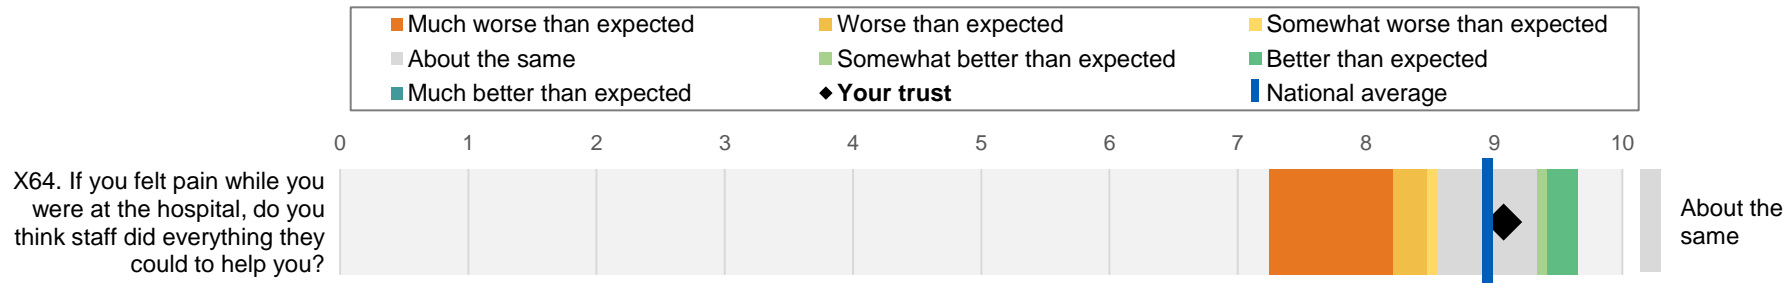 Much worse than expected Worse than expected Somewhat worse than expected
About the same Somewhat better than expected Better than expected
Much better than expected Your trust National average
0 1 2 3 4 5 6 7 8 9 10
X64. If you felt pain while you
were at the hospital, do you
think staff did everything they
could to help you?
About the
same